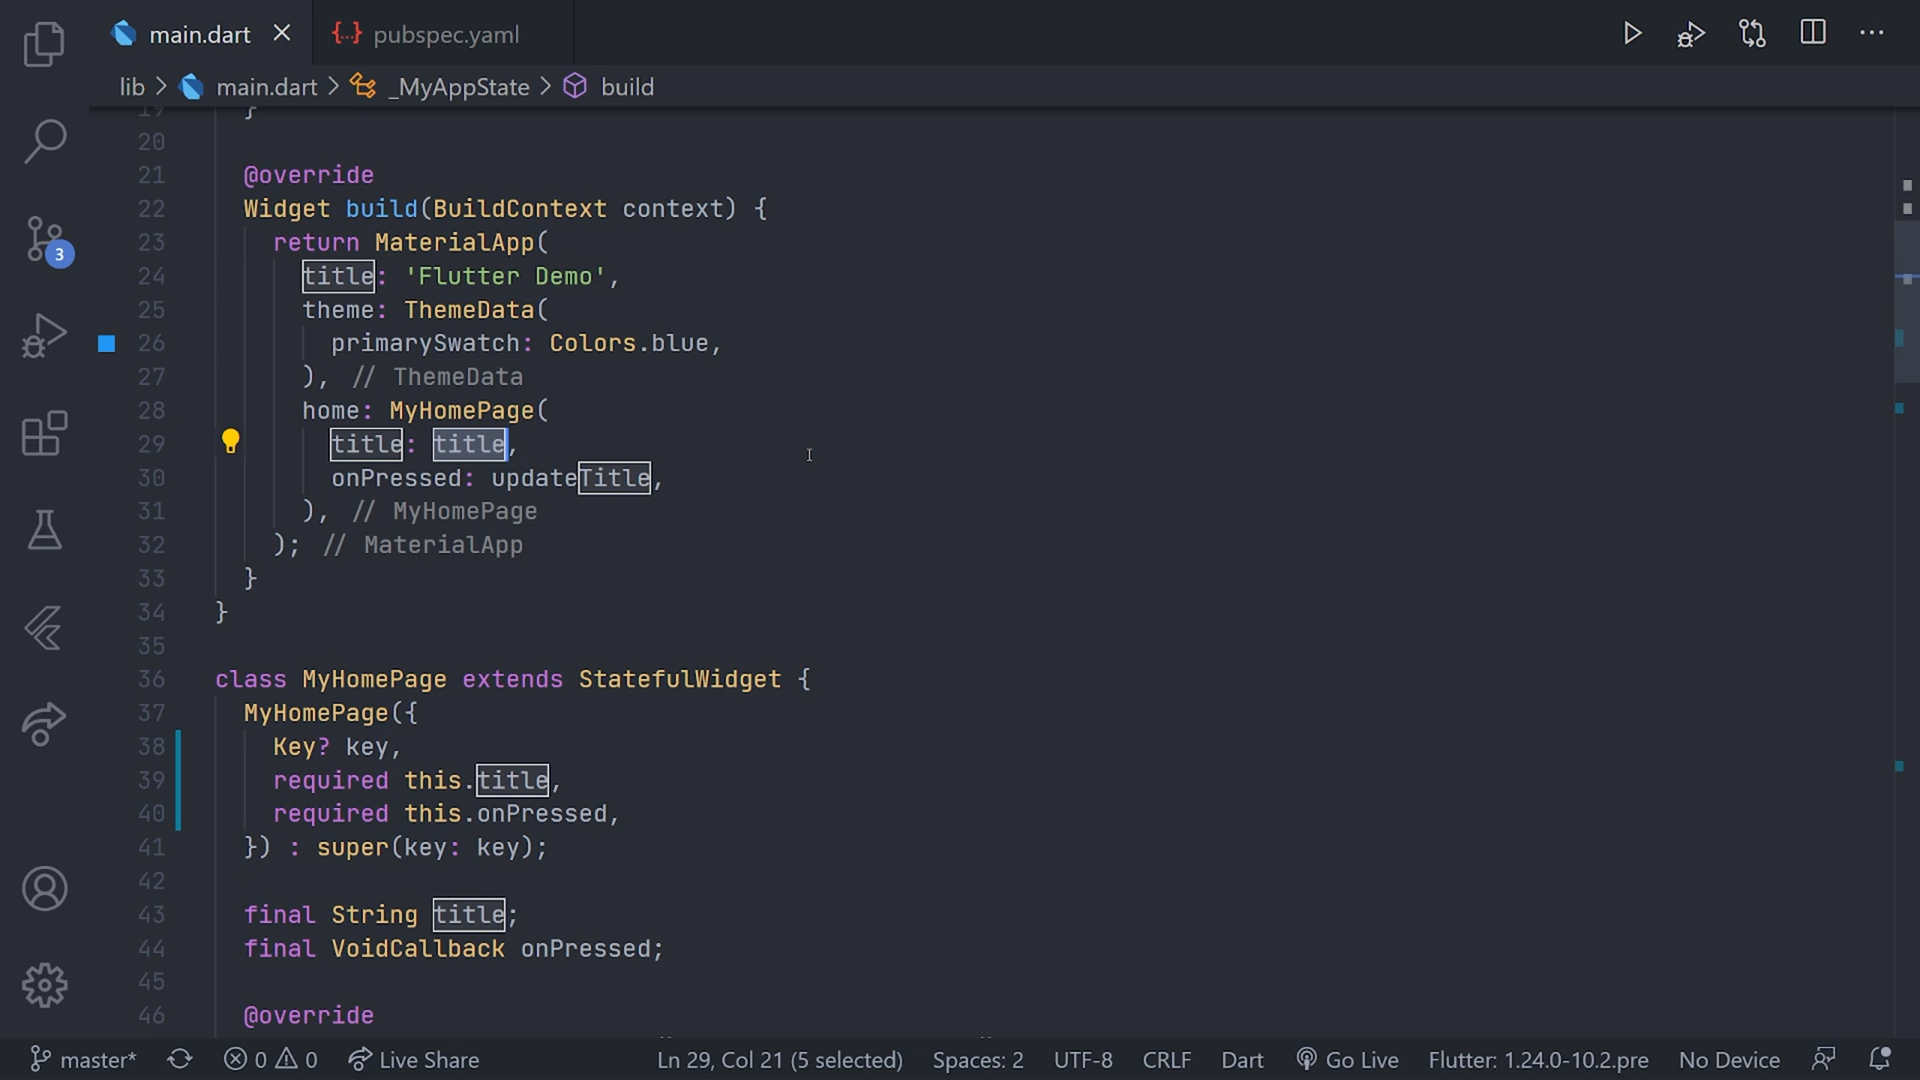 main.dart
{..} pubspec.yaml
lib > main.dart > _MyAppState > build
19 }
20
21 @override
22 Widget build(BuildContext context) {
23 return MaterialApp(
24 title: 'Flutter Demo',
25 theme: ThemeData(
26 primarySwatch: Colors.blue,
27 ), // ThemeData
28 home: MyHomePage(
29 title: title,
30 onPressed: updateTitle,
31 ), // MyHomePage
32 ); // MaterialApp
33 }
34 }
35
36 class MyHomePage extends StatefulWidget {
37 MyHomePage({
38 Key? key,
39 required this.title,
40 required this.onPressed,
41 }) : super(key: key);
42
43 final String title;
44 final VoidCallback onPressed;
45
46 @override
3
master* 0 0 Live Share Ln 29, Col 21 (5 selected) Spaces: 2 UTF-8 CRLF Dart Go Live Flutter: 1.24.0-10.2.pre No Device